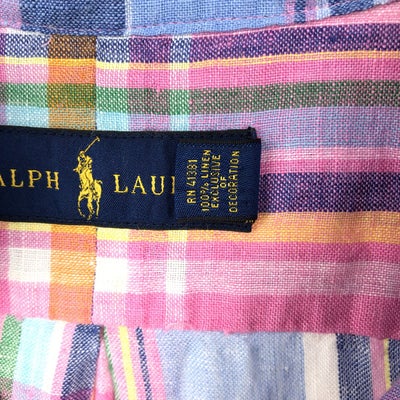 ALPH LAU
RN 41381
100% LINEN
EXCLUSIVE
OF
DECORATION